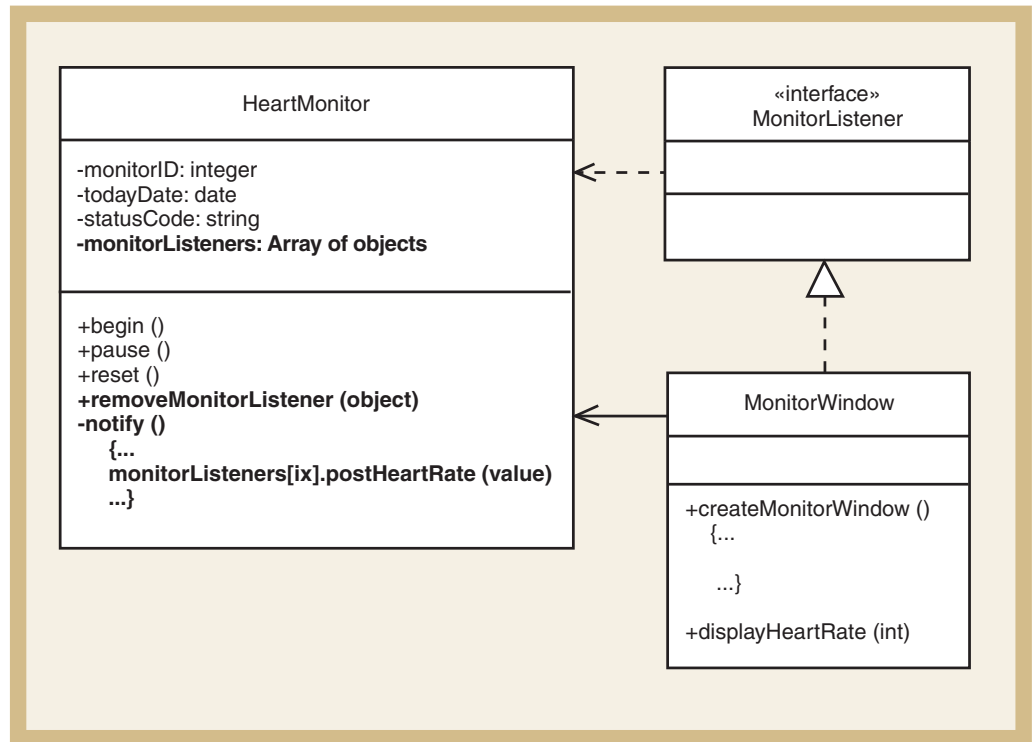 HeartMonitor
-monitorID: integer
-todayDate: date
-statusCode: string
-monitorListeners: Array of objects
+begin ()
+pause ()
+reset ()
+removeMonitorListener (object)
-notify ()
{...
monitorListeners[ix].postHeartRate (value)
...}
«interface»
MonitorListener
MonitorWindow
+createMonitorWindow ()
{...
...}
+displayHeartRate (int)